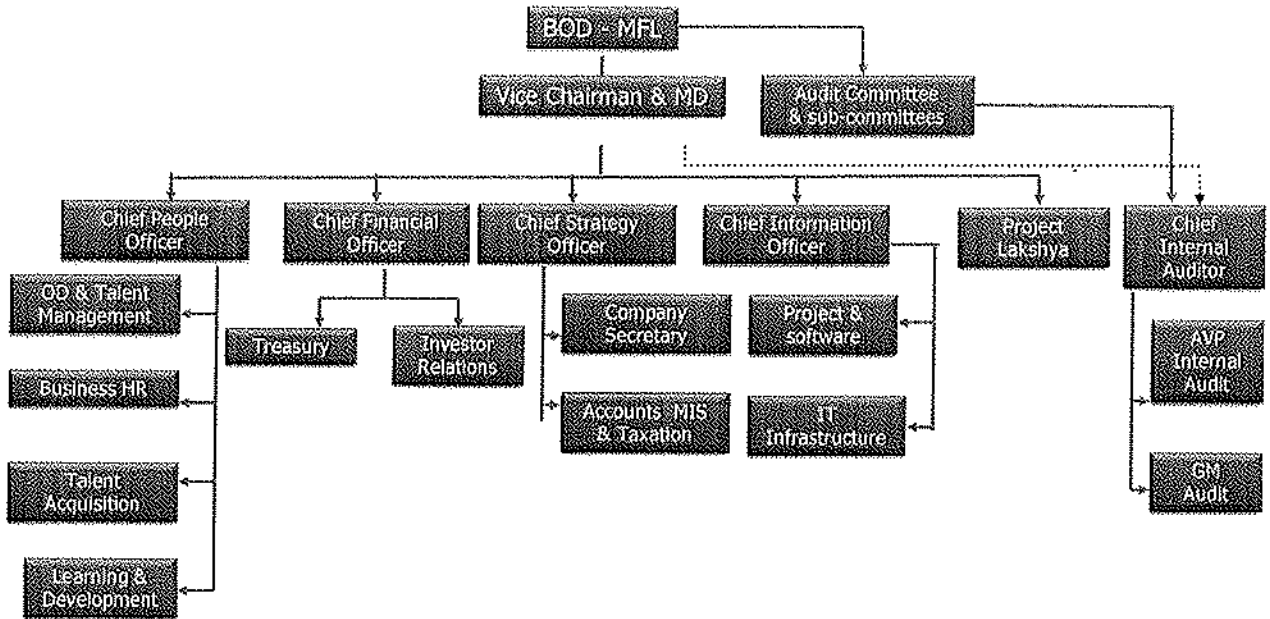 BOD - MFL
Vice Chairman & MD
Audit Committee
& sub-committees
Chief People
Officer
Chief Financial
Officer
Chief Strategy
Officer
Chief Information
Officer
Project
Lakshya
Chief
Internal
Auditor
OD & Talent
Management
Business HR
Talent
Acquisition
Learning &
Development
Treasury
Investor
Relations
Company
Secretary
Accounts MIS
& Taxation
Project &
software
IT
Infrastructure
AVP
Internal
Audit
GM
Audit